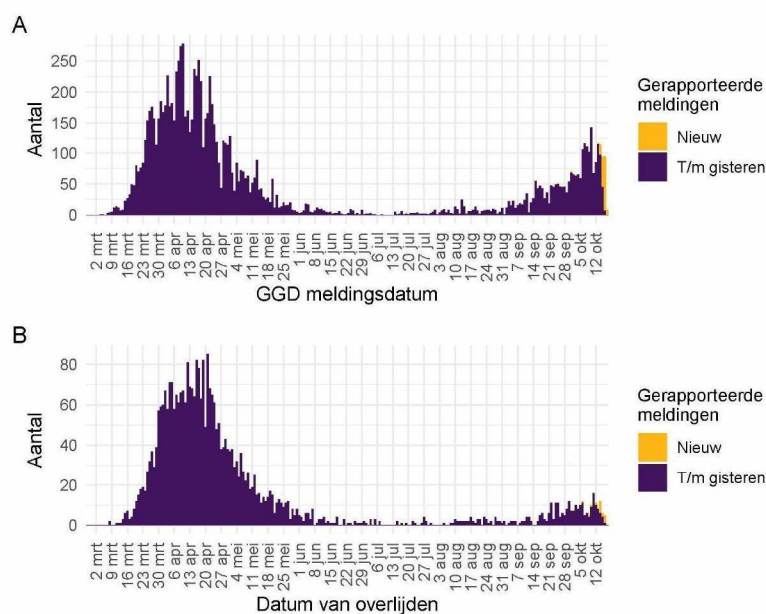 A
Aantal
250
200
150
100
50
0
2 mrt
9 mrt
16 mrt
23 mrt
30 mrt
6 apr
13 apr
20 apr
27 apr
4 mei
11 mei
18 mei
25 mei
1 jun
8 jun
15 jun
22 jun
29 jun
6 jul
13 jul
20 jul
27 jul
3 aug
10 aug
17 aug
24 aug
31 aug
7 sep
14 sep
21 sep
28 sep
5 okt
12 okt
GGD meldingsdatum
Gerapporteerde
meldingen
Nieuw
T/m gisteren
B
Aantal
80
60
40
20
0
2 mrt
9 mrt
16 mrt
23 mrt
30 mrt
6 apr
13 apr
20 apr
27 apr
4 mei
11 mei
18 mei
25 mei
1 jun
8 jun
15 jun
22 jun
29 jun
6 jul
13 jul
20 jul
27 jul
3 aug
10 aug
17 aug
24 aug
31 aug
7 sep
14 sep
21 sep
28 sep
5 okt
12 okt
Datum van overlijden
Gerapporteerde
meldingen
Nieuw
T/m gisteren